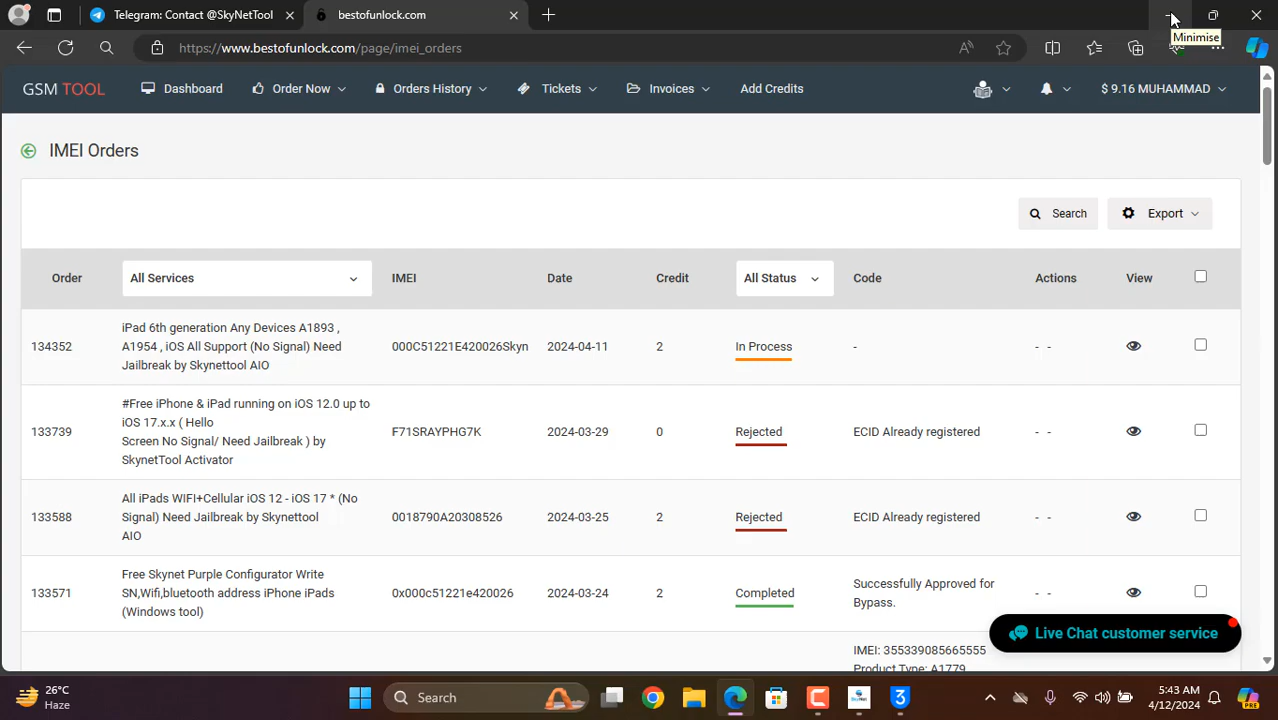 Telegram: Contact @SkyNetTool
bestofunlock.com
Minimise
https://www.bestofunlock.com/page/imei_orders
GSM TOOL
Dashboard
Order Now
Orders History
Tickets
Invoices
Add Credits
$ 9.16 MUHAMMAD
IMEI Orders
Search
Export
Order
All Services
IMEI
Date
Credit
All Status
Code
Actions
View
134352
iPad 6th generation Any Devices A1893 ,
A1954 , iOS All Support (No Signal) Need
Jailbreak by Skynettool AIO
000C51221E420026Skyn
2024-04-11
2
In Process
-
- -
133739
#Free iPhone & iPad running on iOS 12.0 up to
iOS 17.x.x ( Hello
Screen No Signal/ Need Jailbreak ) by
SkynetTool Activator
F71SRAYPHG7K
2024-03-29
0
Rejected
ECID Already registered
- -
133588
All iPads WIFI+Cellular iOS 12 - iOS 17 * (No
Signal) Need Jailbreak by Skynettool
AIO
0018790A20308526
2024-03-25
2
Rejected
ECID Already registered
- -
133571
Free Skynet Purple Configurator Write
SN,Wifi,bluetooth address iPhone iPads
(Windows tool)
0x000c51221e420026
2024-03-24
2
Completed
Successfully Approved for
Bypass.
- -
IMEI: 355339085665555
Product Type: A1779
Live Chat customer service
26°C
Haze
Search
3
5:43 AM
4/12/2024
PRE